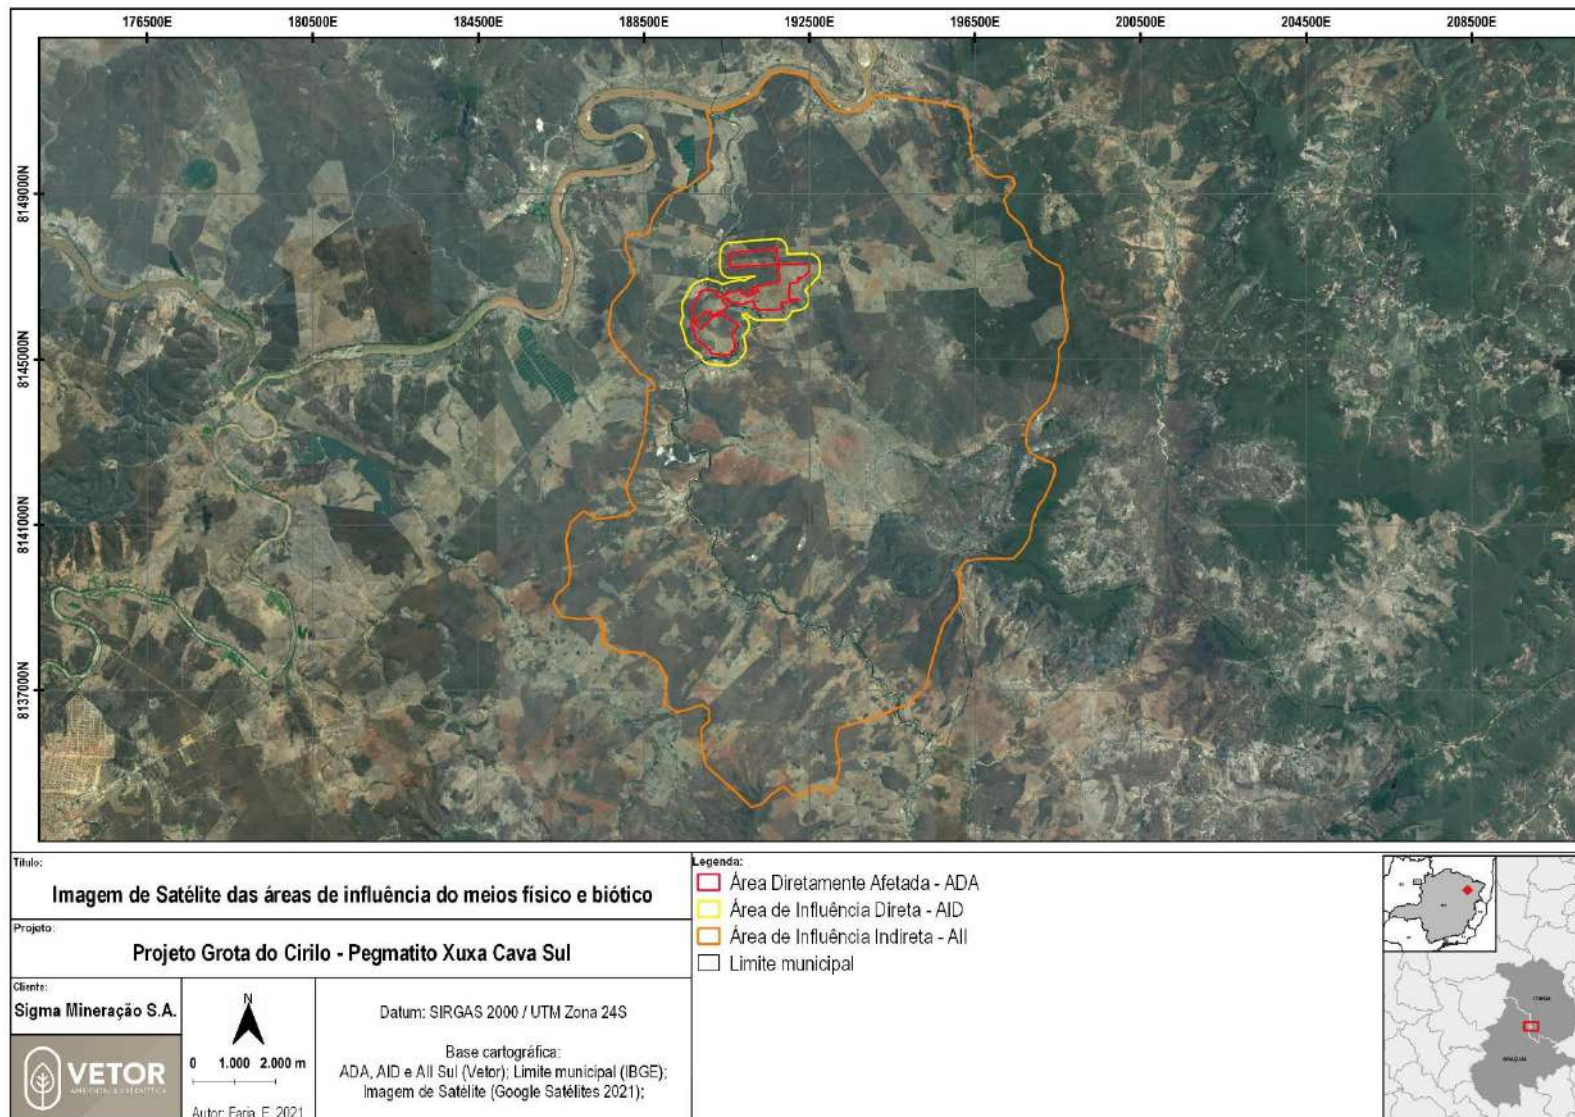 176500E 180500E 184500E 188500E 192500E 196500E 200500E 204500E 208500E
8149000N
8145000N
8141000N
8137000N
Título:
Imagem de Satélite das áreas de influência do meios físico e biótico
Projeto:
Projeto Grota do Cirilo - Pegmatito Xuxa Cava Sul
Cliente:
Sigma Mineração S.A.
VETOR
N
0 1.000 2.000 m
Autor: Faria, F. 2021
Datum: SIRGAS 2000 / UTM Zona 24S
Base cartográfica:
ADA, AID e AII Sul (Vetor); Limite municipal (IBGE);
Imagem de Satélite (Google Satélites 2021);
Legenda:
Área Diretamente Afetada - ADA
Área de Influência Direta - AID
Área de Influência Indireta - AII
Limite municipal